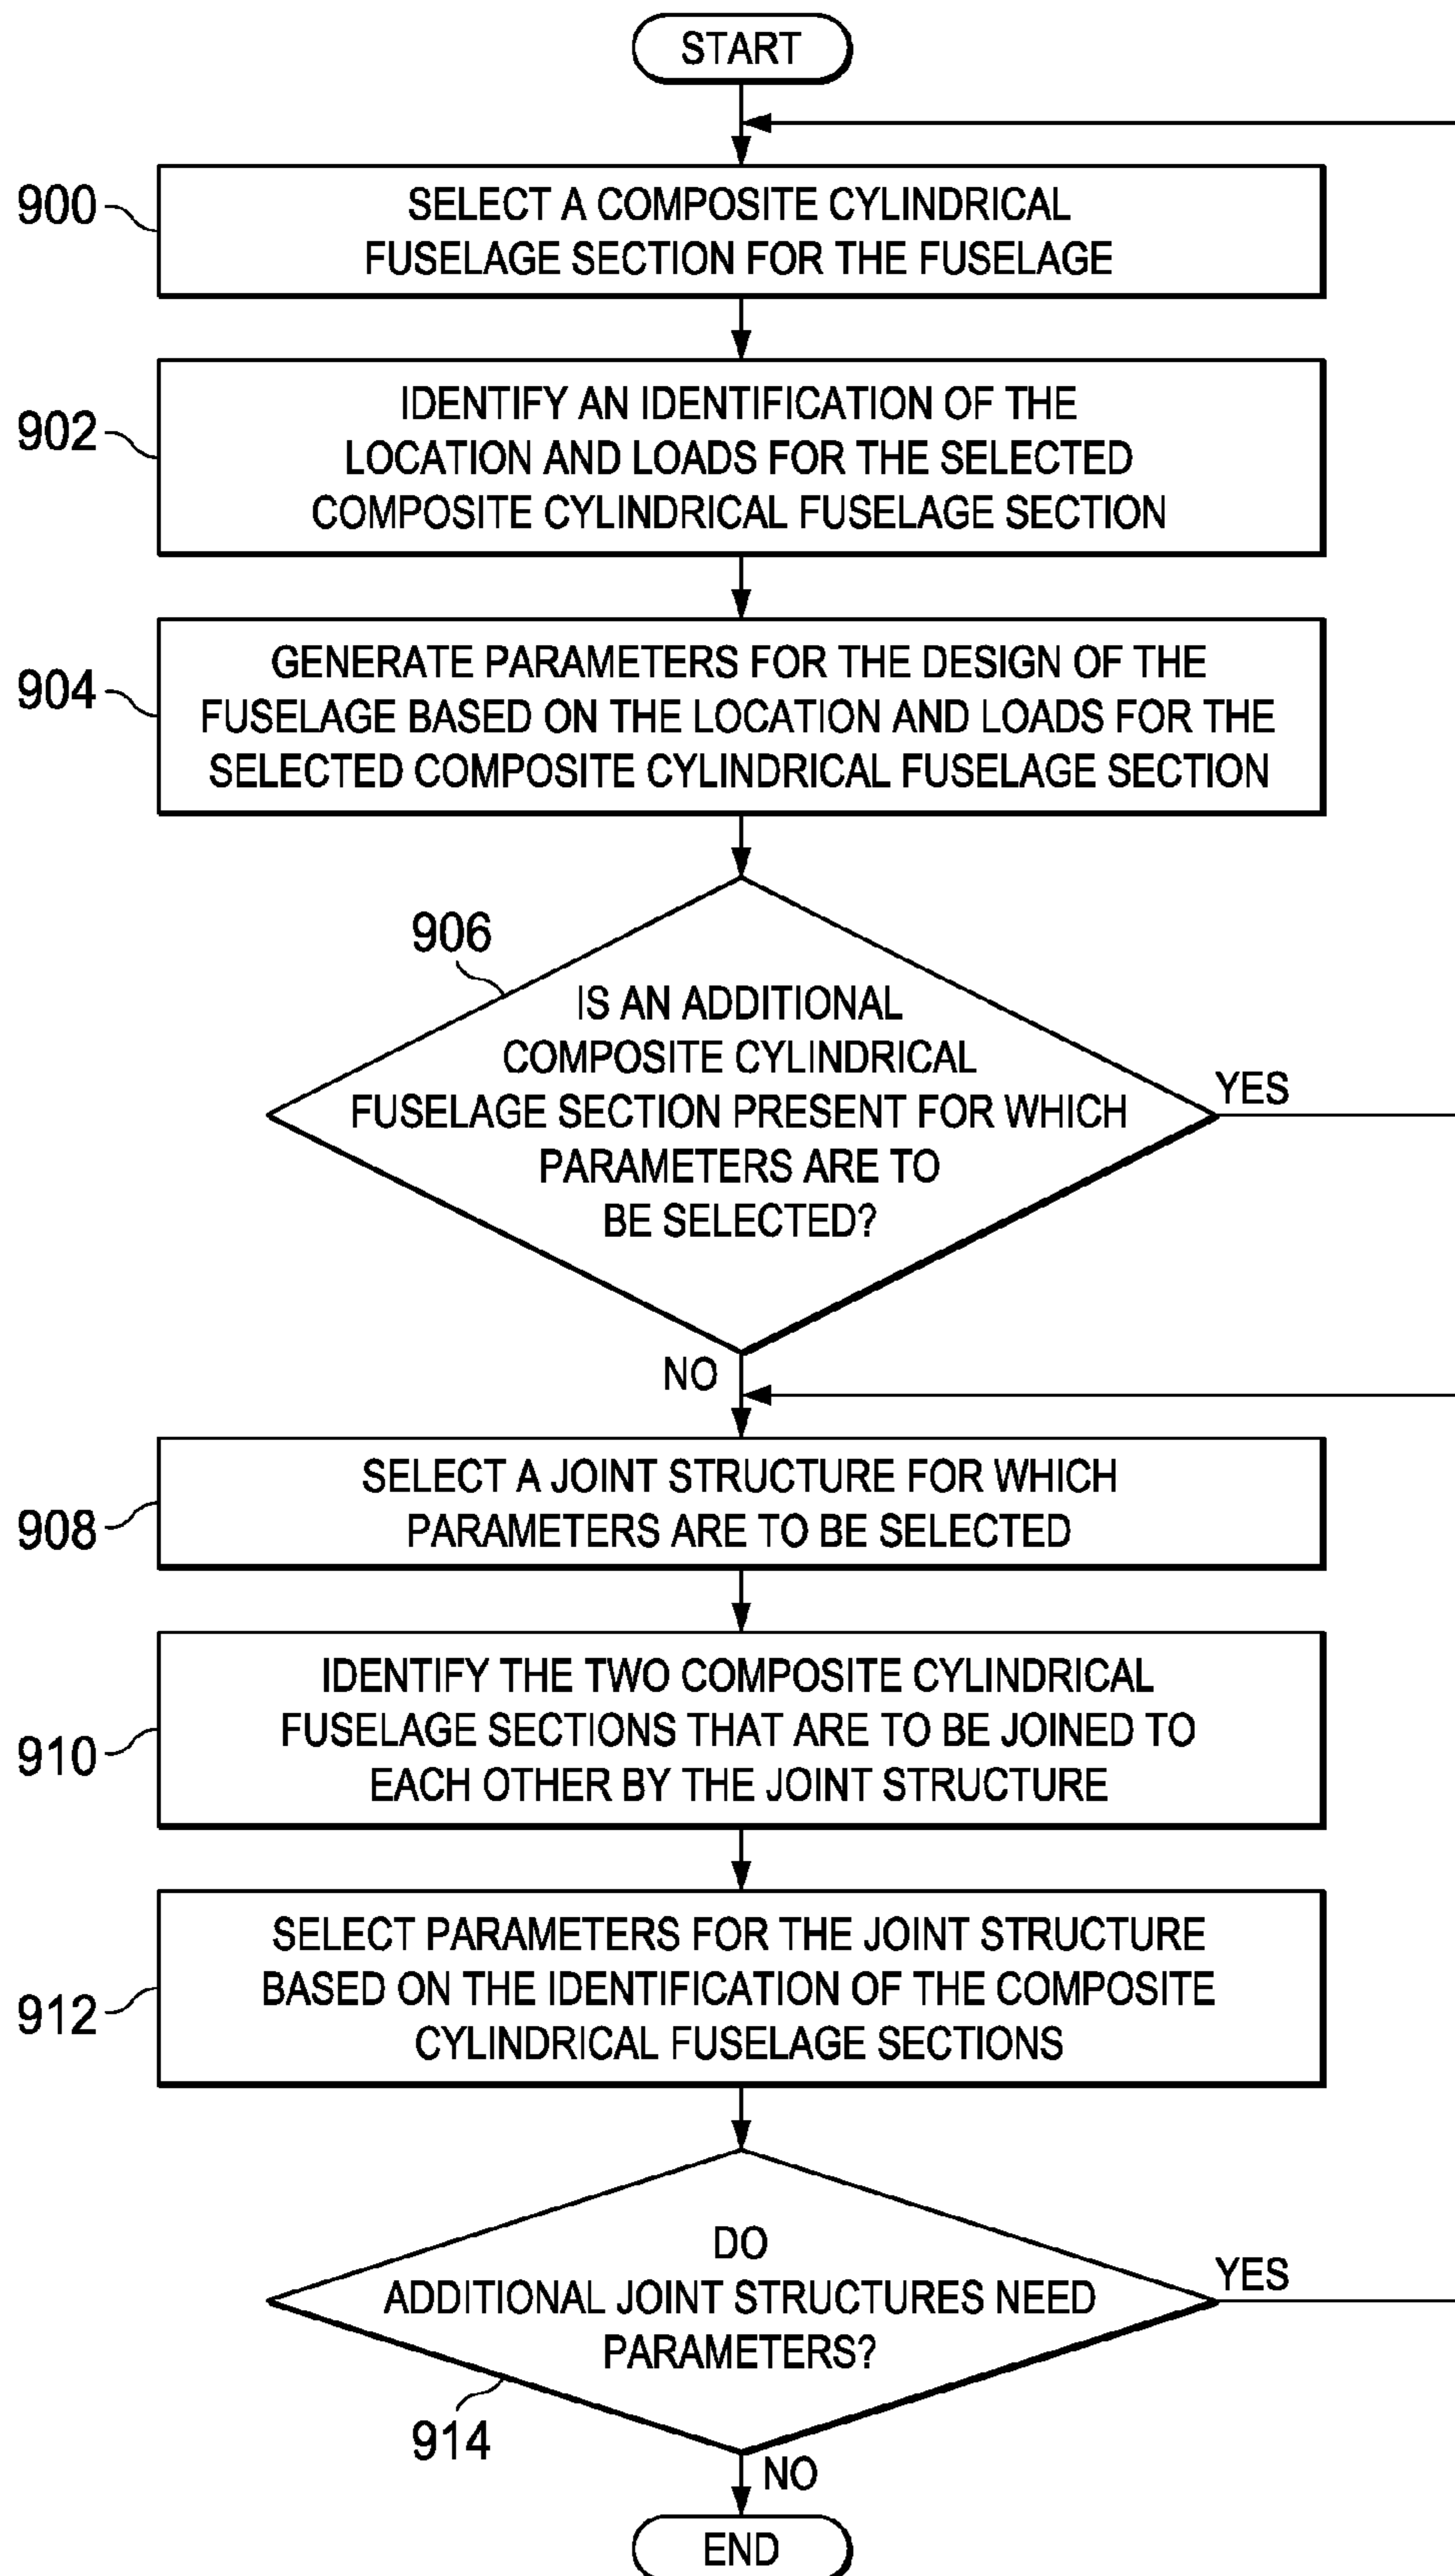 START
900
SELECT A COMPOSITE CYLINDRICAL
FUSELAGE SECTION FOR THE FUSELAGE
902
IDENTIFY AN IDENTIFICATION OF THE
LOCATION AND LOADS FOR THE SELECTED
COMPOSITE CYLINDRICAL FUSELAGE SECTION
904
GENERATE PARAMETERS FOR THE DESIGN OF THE
FUSELAGE BASED ON THE LOCATION AND LOADS FOR THE
SELECTED COMPOSITE CYLINDRICAL FUSELAGE SECTION
906
IS AN ADDITIONAL
COMPOSITE CYLINDRICAL
FUSELAGE SECTION PRESENT FOR WHICH
PARAMETERS ARE TO
BE SELECTED?
YES
NO
908
SELECT A JOINT STRUCTURE FOR WHICH
PARAMETERS ARE TO BE SELECTED
910
IDENTIFY THE TWO COMPOSITE CYLINDRICAL
FUSELAGE SECTIONS THAT ARE TO BE JOINED TO
EACH OTHER BY THE JOINT STRUCTURE
912
SELECT PARAMETERS FOR THE JOINT STRUCTURE
BASED ON THE IDENTIFICATION OF THE COMPOSITE
CYLINDRICAL FUSELAGE SECTIONS
DO
ADDITIONAL JOINT STRUCTURES NEED
PARAMETERS?
YES
914
NO
END